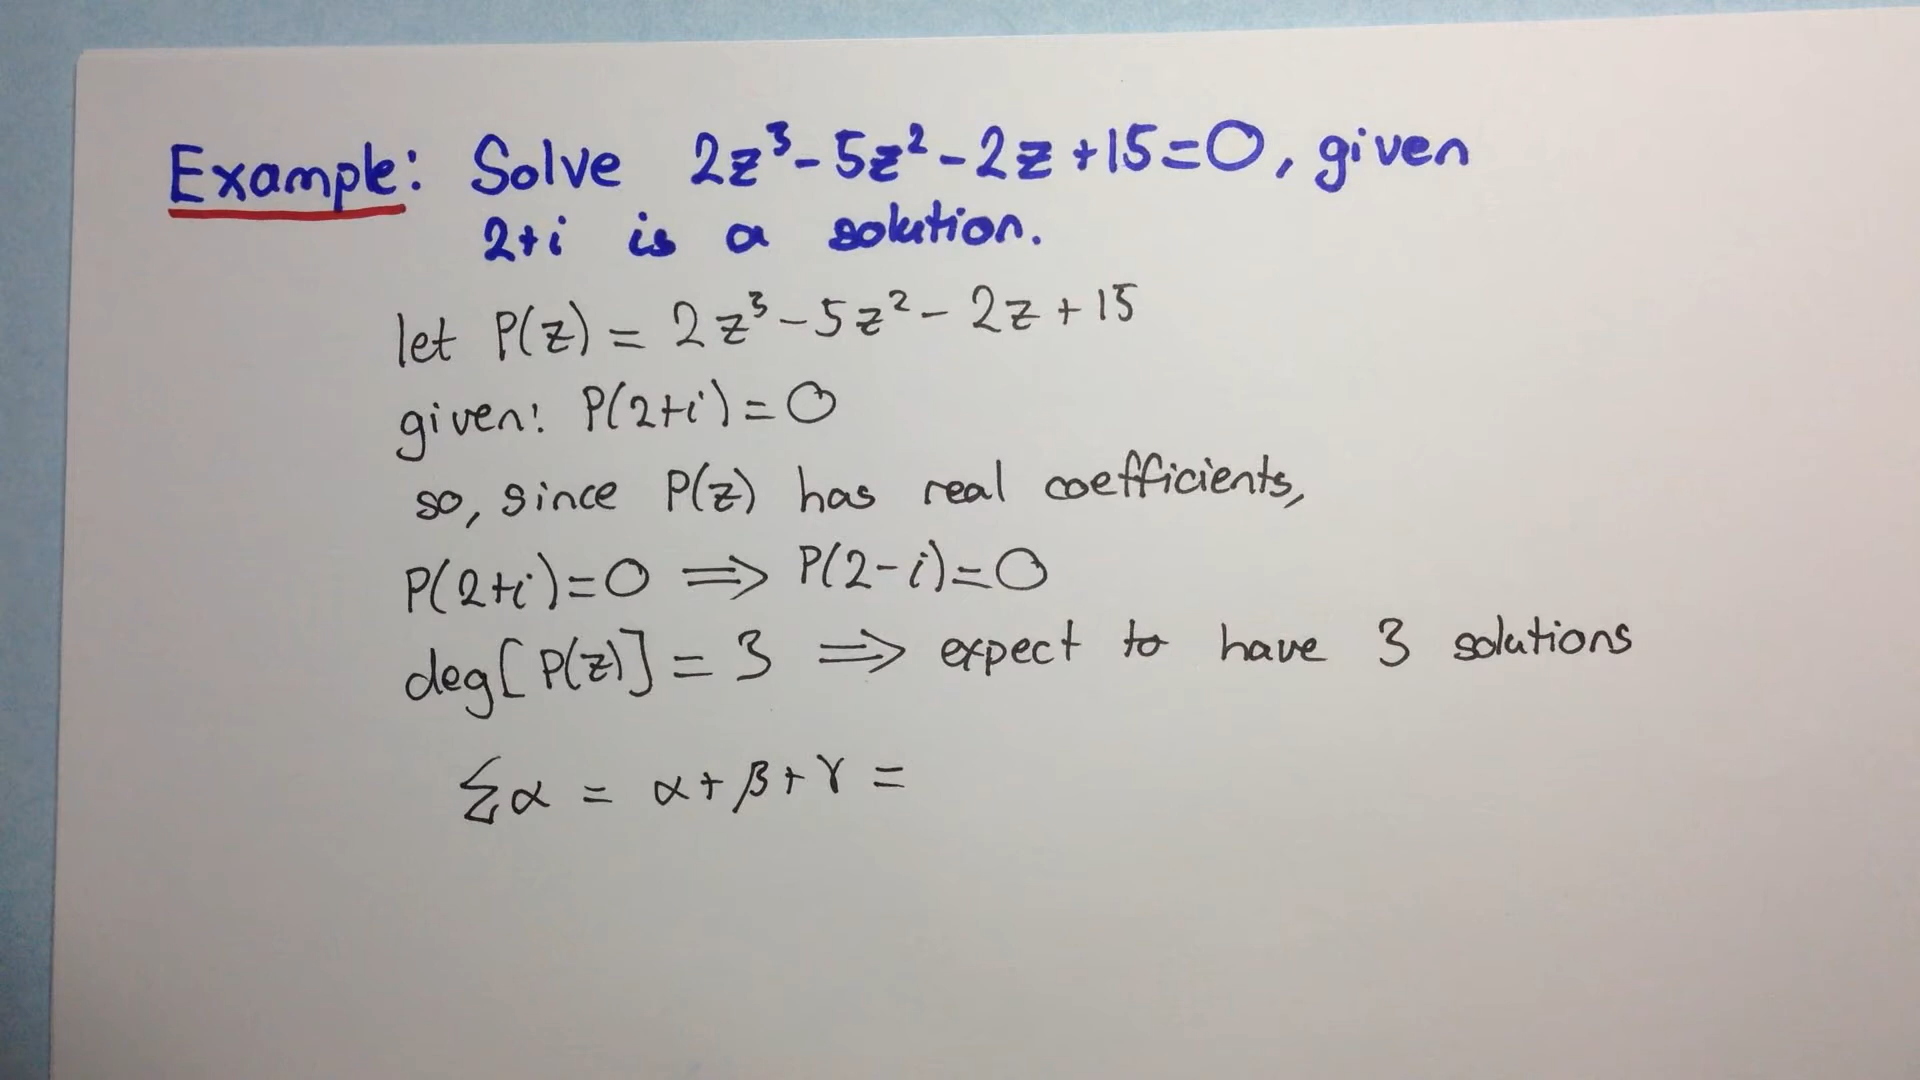 Example: Solve 2z³-5z²-2z+15=0, given
2+i is a solution.
let P(z) = 2z³-5z²-2z+15
given: P(2+i)=0
so, since P(z) has real coefficients,
P(2+i)=0 ⟹ P(2-i)=0
deg[P(z)] = 3 ⟹ expect to have 3 solutions
∑α = α+β+γ =